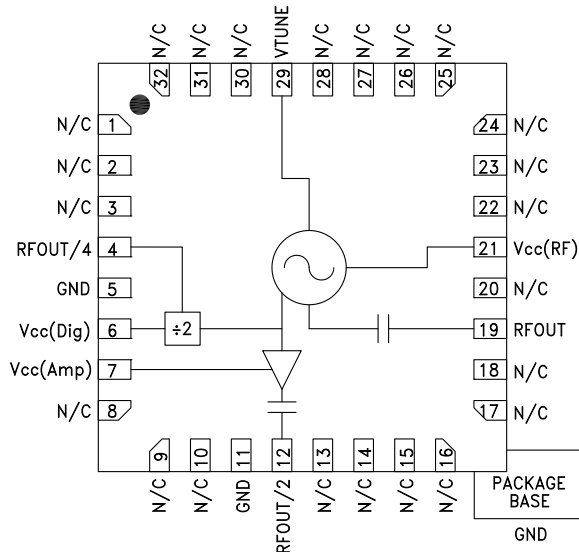 N/C N/C N/C VTUNE N/C N/C N/C N/C
32 31 30 29 28 27 26 25
N/C 1
N/C 2
N/C 3
RFOUT/4 4
GND 5
Vcc(Dig) 6
Vcc(Amp) 7
N/C 8
÷2
24 N/C
23 N/C
22 N/C
21 Vcc(RF)
20 N/C
19 RFOUT
18 N/C
17 N/C
9 10 11 12 13 14 15 16
N/C N/C GND RFOUT/2 N/C N/C N/C N/C
PACKAGE
BASE
GND